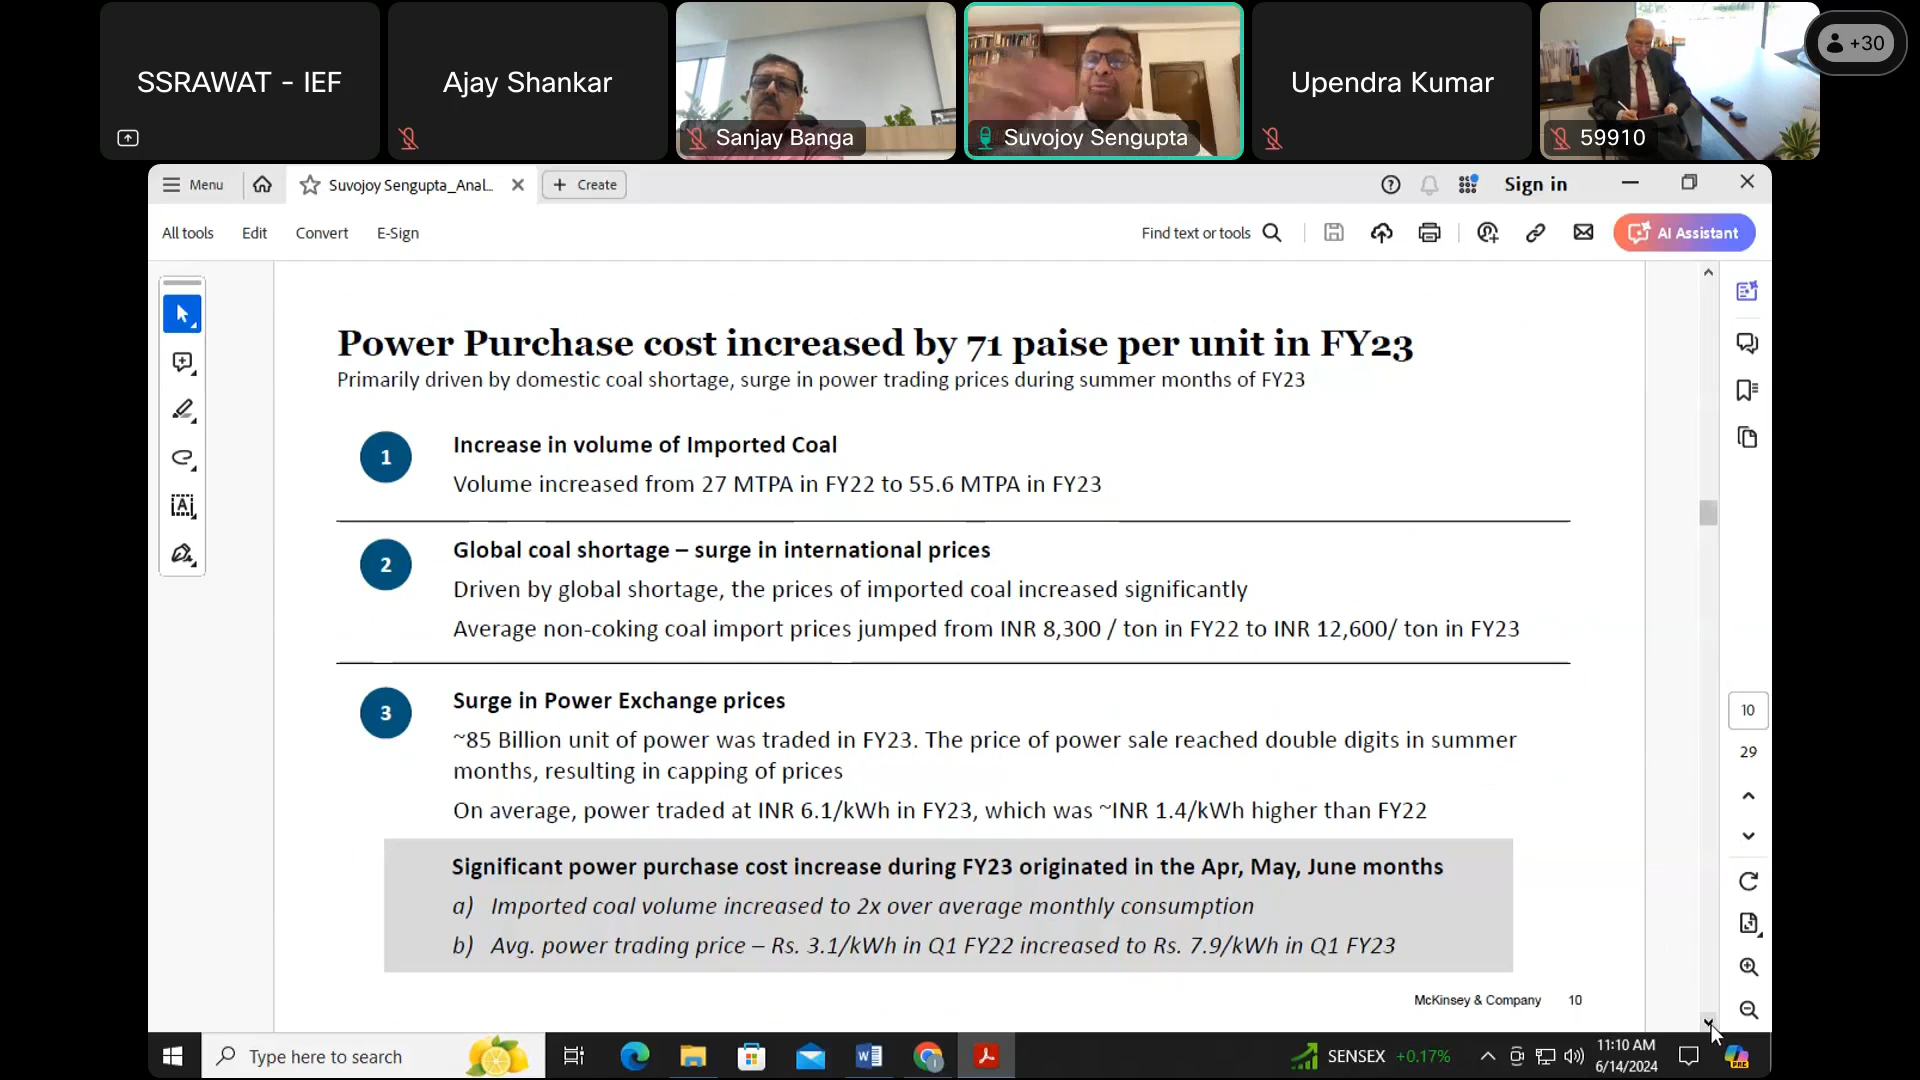 SSRAWAT - IEF
Ajay Shankar
Sanjay Banga
Suvojoy Sengupta
Upendra Kumar
59910
+30
Menu
Suvojoy Sengupta_Anal...
Create
Sign in
All tools
Edit
Convert
E-Sign
Find text or tools
AI Assistant
Power Purchase cost increased by 71 paise per unit in FY23
Primarily driven by domestic coal shortage, surge in power trading prices during summer months of FY23
1
Increase in volume of Imported Coal
Volume increased from 27 MTPA in FY22 to 55.6 MTPA in FY23
2
Global coal shortage – surge in international prices
Driven by global shortage, the prices of imported coal increased significantly
Average non-coking coal import prices jumped from INR 8,300 / ton in FY22 to INR 12,600/ ton in FY23
3
Surge in Power Exchange prices
~85 Billion unit of power was traded in FY23. The price of power sale reached double digits in summer
months, resulting in capping of prices
On average, power traded at INR 6.1/kWh in FY23, which was ~INR 1.4/kWh higher than FY22
Significant power purchase cost increase during FY23 originated in the Apr, May, June months
a) Imported coal volume increased to 2x over average monthly consumption
b) Avg. power trading price – Rs. 3.1/kWh in Q1 FY22 increased to Rs. 7.9/kWh in Q1 FY23
McKinsey & Company 10
10
29
Type here to search
SENSEX +0.17%
11:10 AM
6/14/2024
PRE